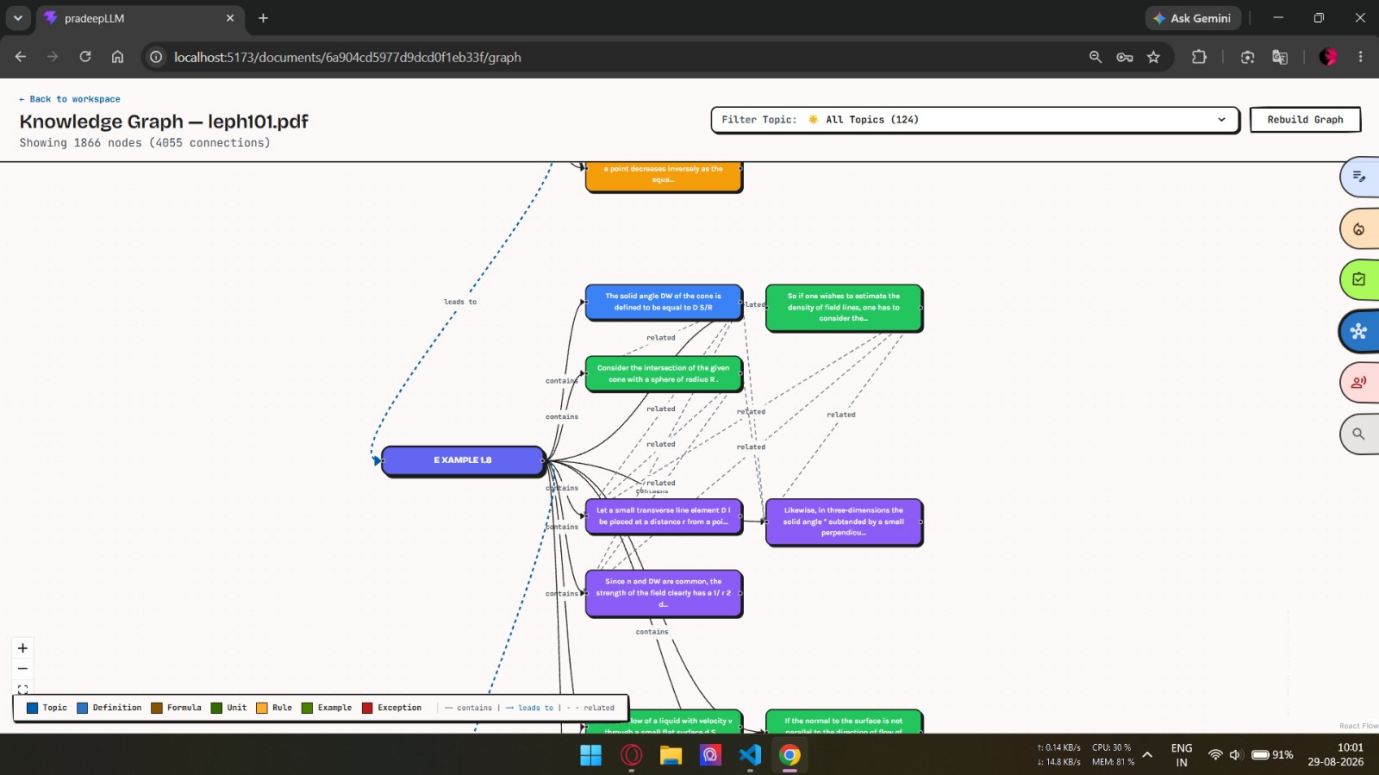 pradeepLLM
Ask Gemini
localhost:5173/documents/6a904cd5977d9dcd0f1eb33f/graph
← Back to workspace
Knowledge Graph — leph101.pdf
Showing 1866 nodes (4055 connections)
Filter Topic: All Topics (124)
Rebuild Graph
a point decreases inversely as the
squa...
leads to
The solid angle DW of the cone is
defined to be equal to D S/R
lated
So if one wishes to estimate the
density of field lines, one has to
consider the...
related
Consider the intersection of the given
cone with a sphere of radius R .
contains
related
related
related
contains
related
related
E XAMPLE 1.8
related
contains
contains
Let a small transverse line element D l
be placed at a distance r from a poi...
Likewise, in three-dimensions the
solid angle * subtended by a small
perpendicu...
contains
Since n and DW are common, the
strength of the field clearly has a 1/ r 2
d...
contains
contains
Topic
Definition
Formula
Unit
Rule
Example
Exception
— contains | → leads to | - - related
low of a liquid with velocity v
through a small flat surface d S
If the normal to the surface is not
parallel to the direction of flow of
React Flow
↑: 0.14 KB/s
↓: 14.8 KB/s
CPU: 30 %
MEM: 81 %
ENG
IN
91%
10:01
29-08-2026